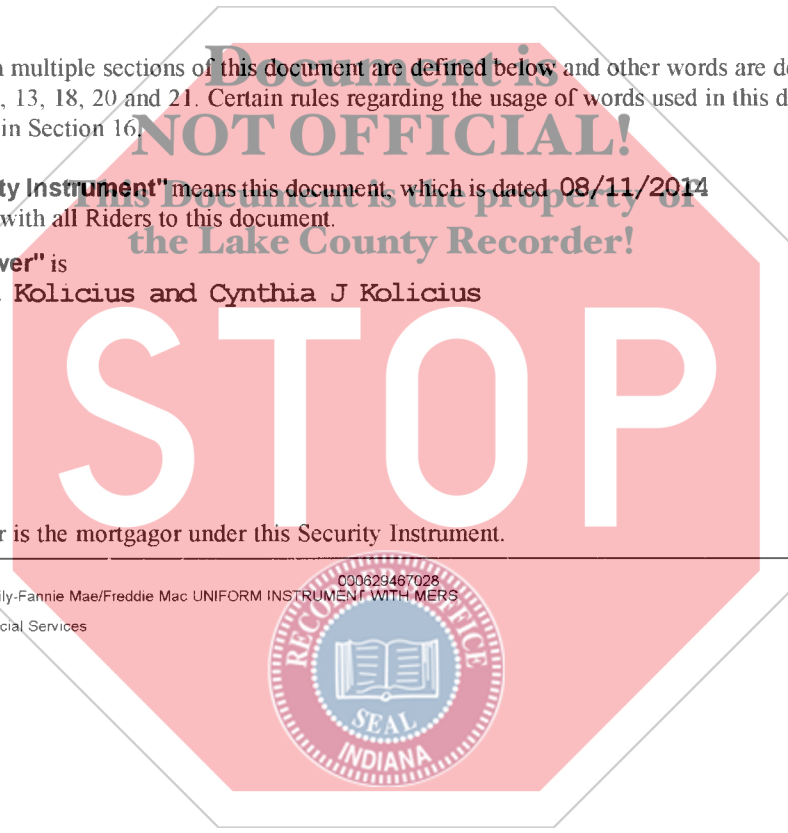 Document is
multiple sections of this document are defined below and other words are
, 13, 18, 20 and 21. Certain rules regarding the usage of words used in this
in Section 16.
NOT OFFICIAL!
ty Instrument" means this document, which is dated 08/11/2014
This Document is the property of
with all Riders to this document.
the Lake County Recorder!
ver" is
Kolicius and Cynthia J Kolicius
STOP
r is the mortgagor under this Security Instrument.
000629467028
ily-Fannie Mae/Freddie Mac UNIFORM INSTRUMENT WITH MERS
cial Services
RECORDER'S OFFICE
SEAL
INDIANA